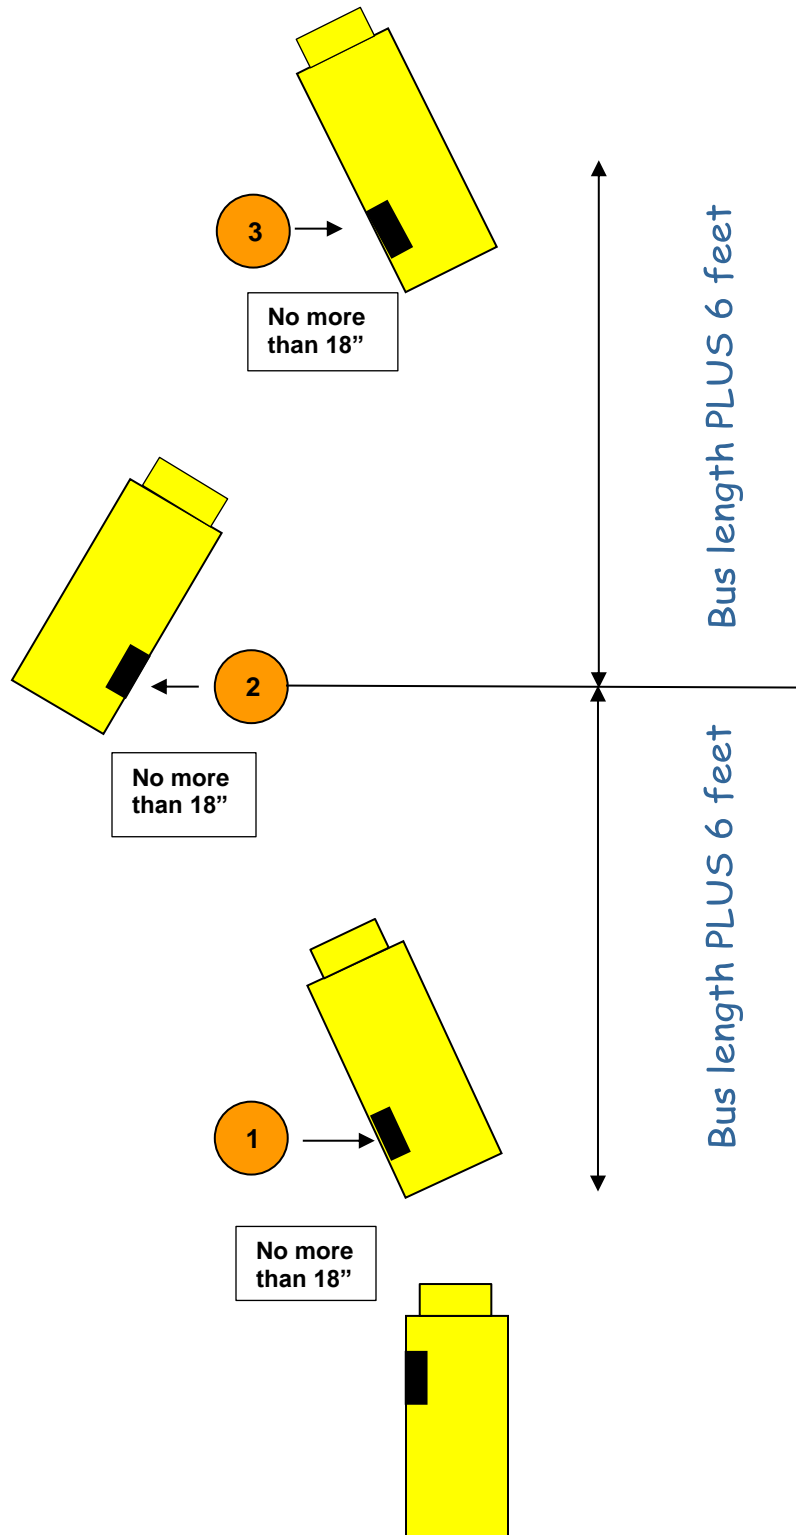 3
No more
than 18”
Bus length PLUS 6 feet
2
No more
than 18”
Bus length PLUS 6 feet
1
No more
than 18”